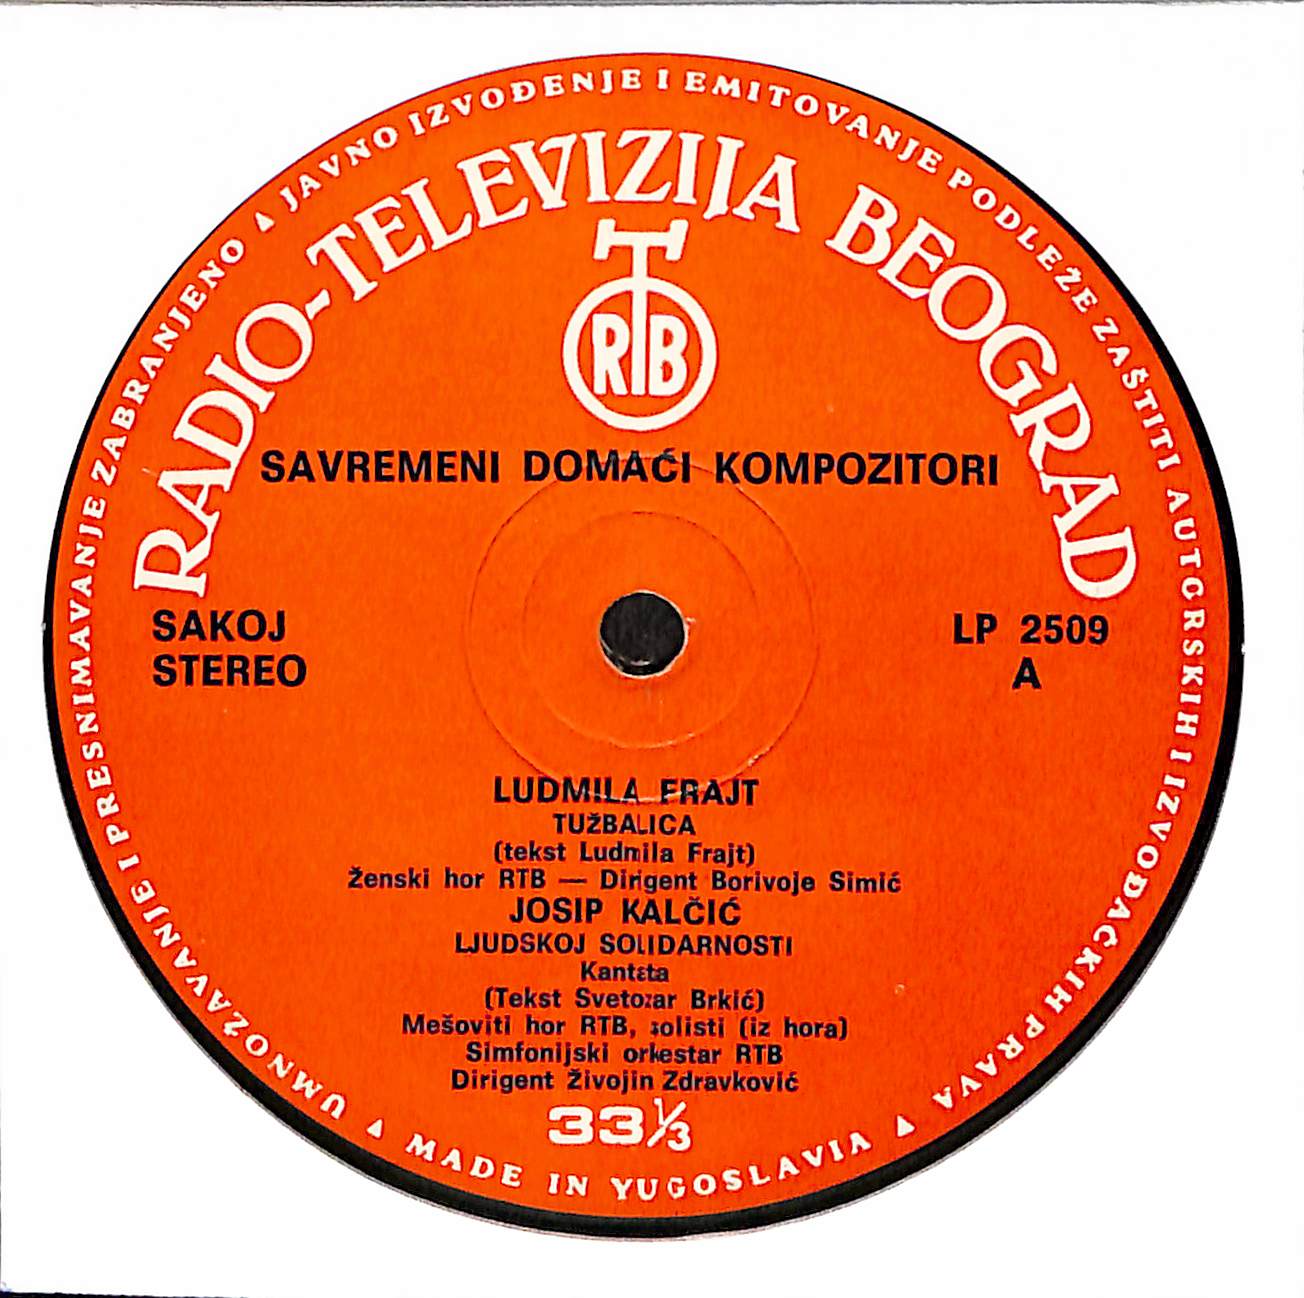 UMNOŽAVANJE I PRESNIMAVANJE ZABRANJENO ▲ JAVNO IZVOĐENJE I EMITOVANJE PODLEŽE ZAŠTITI AUTORSKIH I IZVOĐAČKIH PRAVA ▲
RADIO-TELEVIZIJA BEOGRAD
RTB
SAVREMENI DOMAĆI KOMPOZITORI
SAKOJ
STEREO
LP 2509
A
LUDMILA FRAJT
TUŽBALICA
(tekst Ludmila Frajt)
Ženski hor RTB — Dirigent Borivoje Simić
JOSIP KALČIĆ
LJUDSKOJ SOLIDARNOSTI
Kantata
(Tekst Svetozar Brkić)
Mešoviti hor RTB, solisti (iz hora)
Simfonijski orkestar RTB
Dirigent Živojin Zdravković
33 1/3
MADE IN YUGOSLAVIA ▲